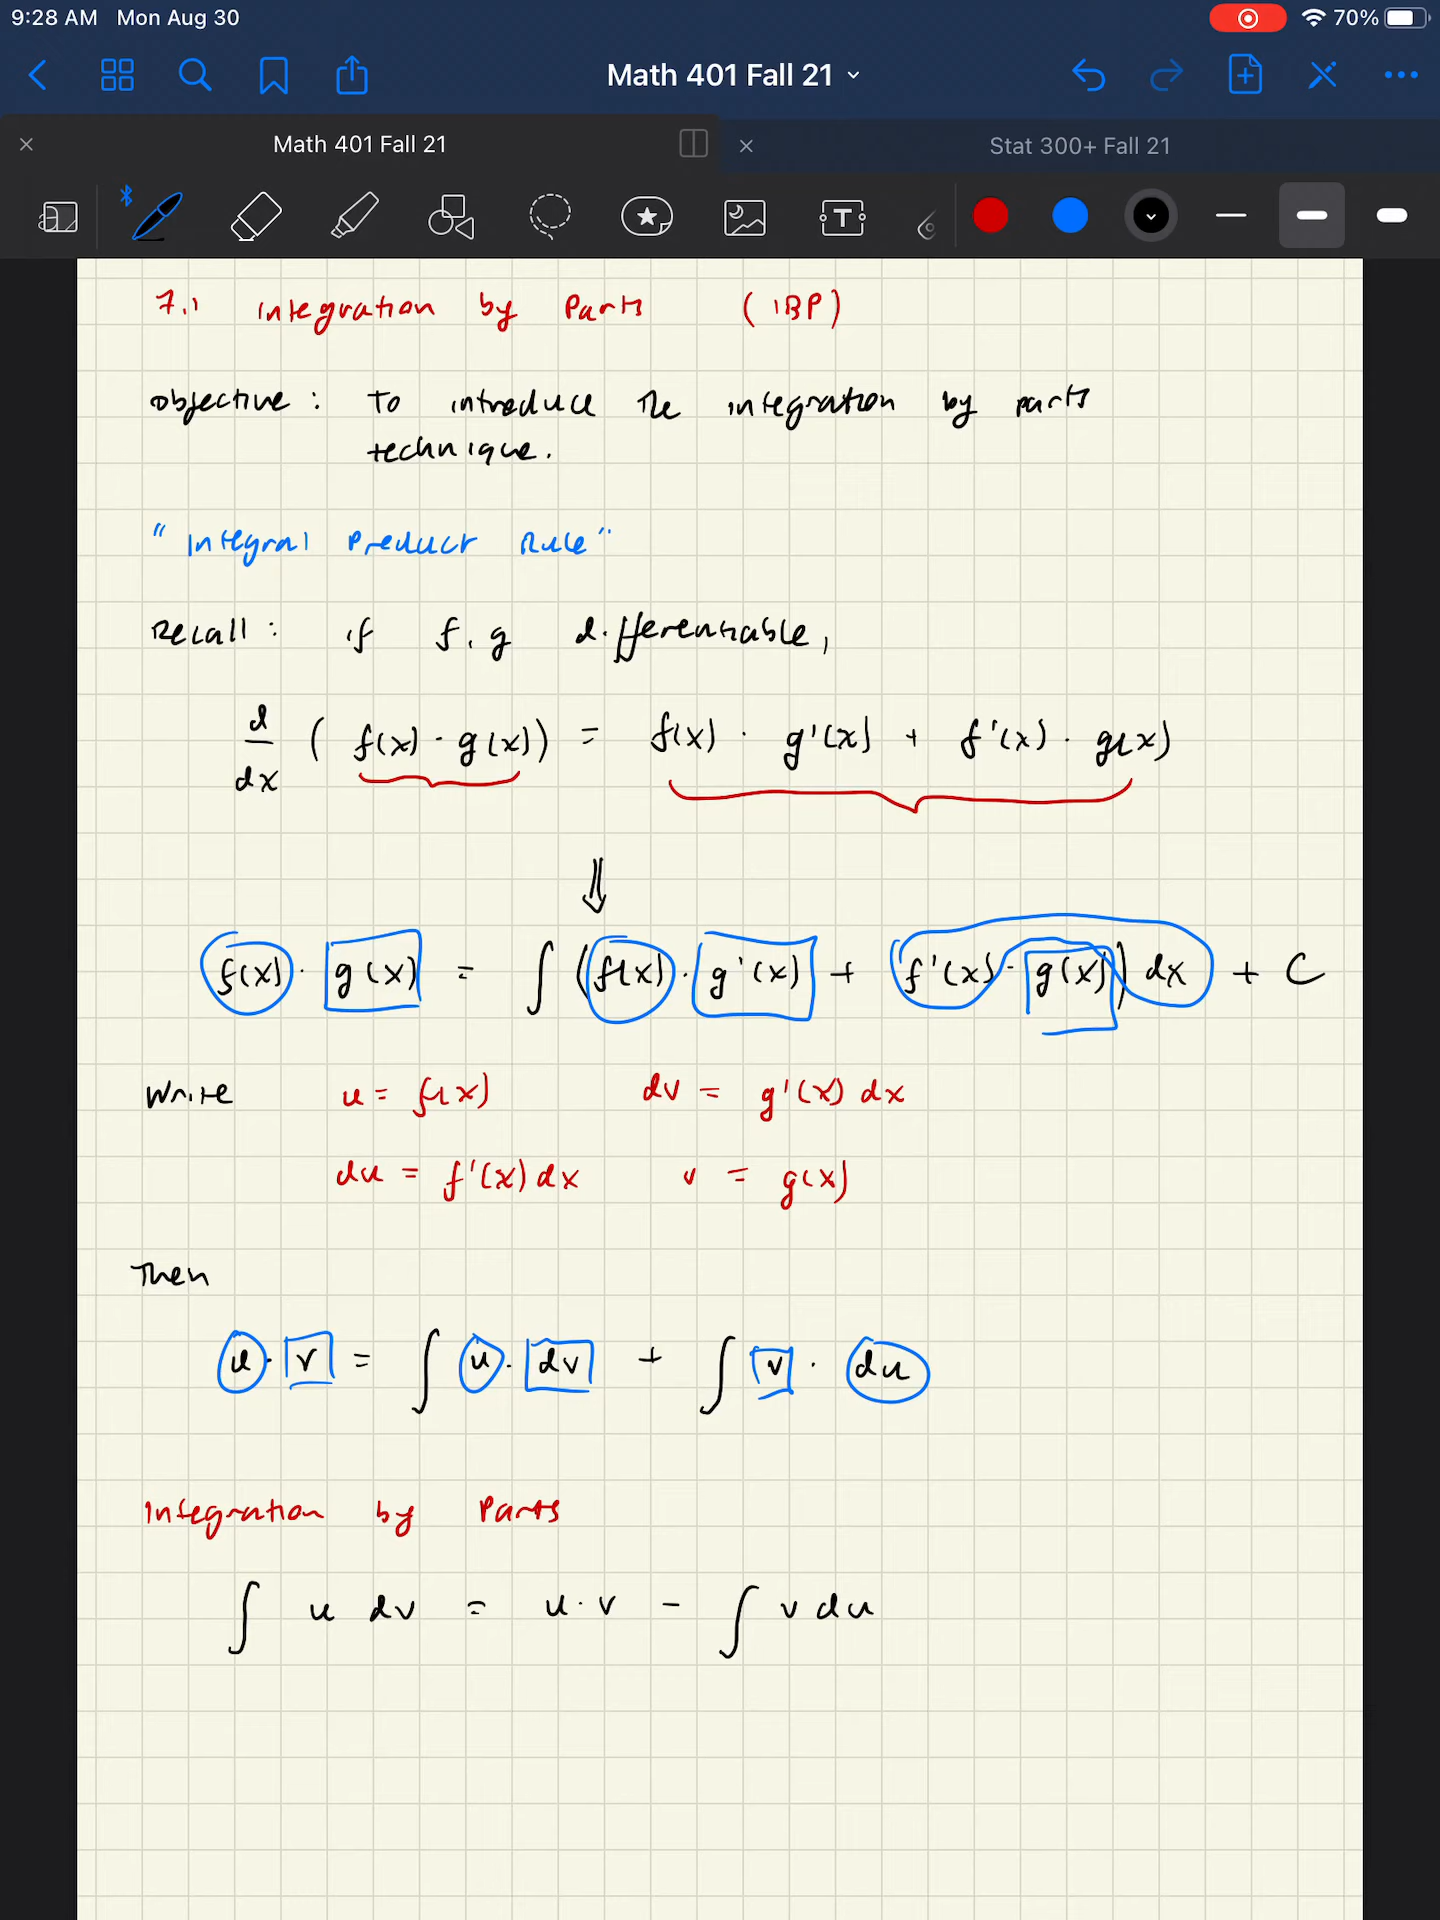 9:28 AM Mon Aug 30 70%
Math 401 Fall 21
Math 401 Fall 21 Stat 300+ Fall 21
7.1 Integration by Parts (IBP)
Objective: To introduce the integration by parts
technique.
"Integral Product Rule"
Recall: if f, g differentiable,
d/dx (f(x) · g(x)) = f(x) · g'(x) + f'(x) · g(x)
⇓
f(x) · g(x) = ∫ (f(x) · g'(x) + f'(x) · g(x)) dx + C
Write u = f(x) dv = g'(x) dx
du = f'(x) dx v = g(x)
Then
u · v = ∫ u · dv + ∫ v · du
Integration by Parts
∫ u dv = u · v - ∫ v du